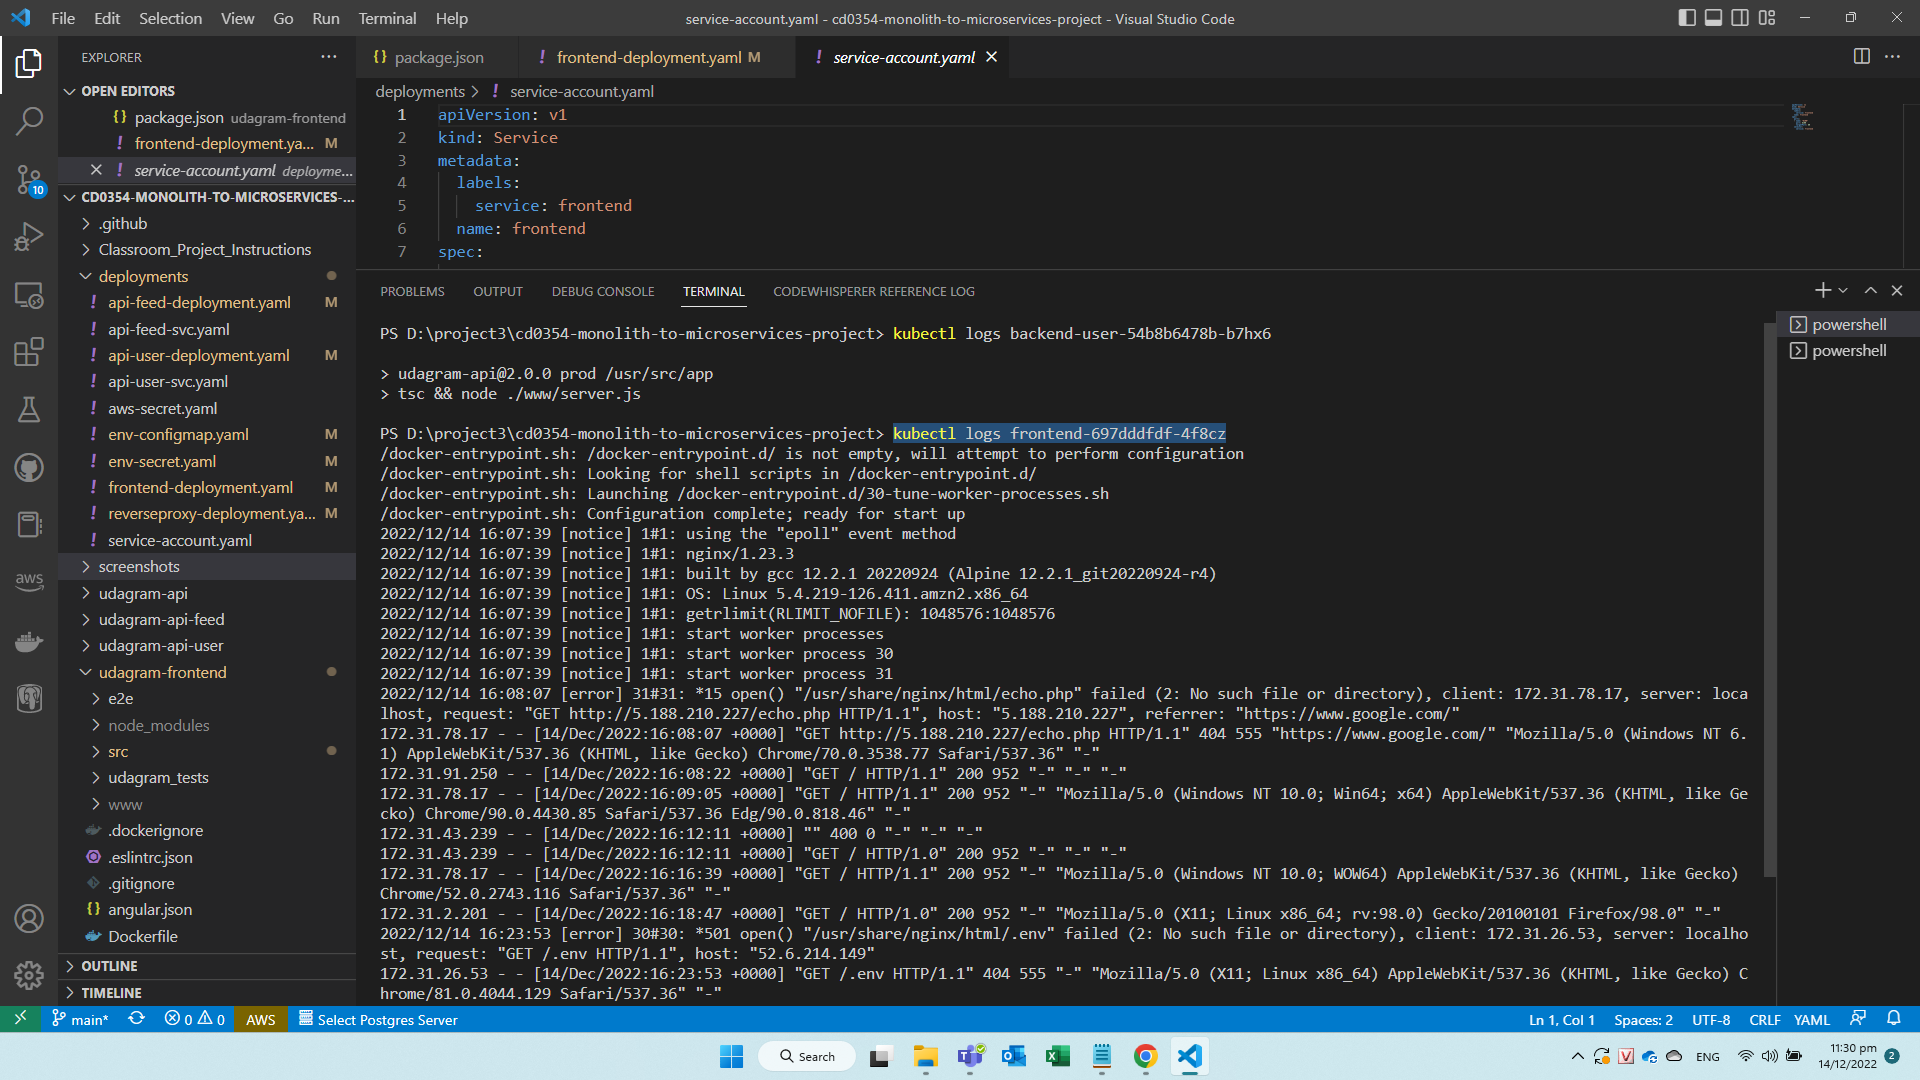 File Edit Selection View Go Run Terminal Help
service-account.yaml - cd0354-monolith-to-microservices-project - Visual Studio Code
EXPLORER
OPEN EDITORS
package.json udagram-frontend
frontend-deployment.ya... M
service-account.yaml deployme...
CD0354-MONOLITH-TO-MICROSERVICES-...
.github
Classroom_Project_Instructions
deployments
api-feed-deployment.yaml M
api-feed-svc.yaml
api-user-deployment.yaml M
api-user-svc.yaml
aws-secret.yaml
env-configmap.yaml M
env-secret.yaml M
frontend-deployment.yaml M
reverseproxy-deployment.ya... M
service-account.yaml
screenshots
udagram-api
udagram-api-feed
udagram-api-user
udagram-frontend
e2e
node_modules
src
udagram_tests
www
.dockerignore
.eslintrc.json
.gitignore
angular.json
Dockerfile
OUTLINE
TIMELINE
10
aws
package.json
frontend-deployment.yaml M
service-account.yaml
deployments > service-account.yaml
1 apiVersion: v1
2 kind: Service
3 metadata:
4 labels:
5 service: frontend
6 name: frontend
7 spec:
PROBLEMS OUTPUT DEBUG CONSOLE TERMINAL CODEWHISPERER REFERENCE LOG
powershell
powershell
PS D:\project3\cd0354-monolith-to-microservices-project> kubectl logs backend-user-54b8b6478b-b7hx6
> udagram-api@2.0.0 prod /usr/src/app
> tsc && node ./www/server.js
PS D:\project3\cd0354-monolith-to-microservices-project> kubectl logs frontend-697dddfdf-4f8cz
/docker-entrypoint.sh: /docker-entrypoint.d/ is not empty, will attempt to perform configuration
/docker-entrypoint.sh: Looking for shell scripts in /docker-entrypoint.d/
/docker-entrypoint.sh: Launching /docker-entrypoint.d/30-tune-worker-processes.sh
/docker-entrypoint.sh: Configuration complete; ready for start up
2022/12/14 16:07:39 [notice] 1#1: using the "epoll" event method
2022/12/14 16:07:39 [notice] 1#1: nginx/1.23.3
2022/12/14 16:07:39 [notice] 1#1: built by gcc 12.2.1 20220924 (Alpine 12.2.1_git20220924-r4)
2022/12/14 16:07:39 [notice] 1#1: OS: Linux 5.4.219-126.411.amzn2.x86_64
2022/12/14 16:07:39 [notice] 1#1: getrlimit(RLIMIT_NOFILE): 1048576:1048576
2022/12/14 16:07:39 [notice] 1#1: start worker processes
2022/12/14 16:07:39 [notice] 1#1: start worker process 30
2022/12/14 16:07:39 [notice] 1#1: start worker process 31
2022/12/14 16:08:07 [error] 31#31: *15 open() "/usr/share/nginx/html/echo.php" failed (2: No such file or directory), client: 172.31.78.17, server: loca
lhost, request: "GET http://5.188.210.227/echo.php HTTP/1.1", host: "5.188.210.227", referrer: "https://www.google.com/"
172.31.78.17 - - [14/Dec/2022:16:08:07 +0000] "GET http://5.188.210.227/echo.php HTTP/1.1" 404 555 "https://www.google.com/" "Mozilla/5.0 (Windows NT 6.
1) AppleWebKit/537.36 (KHTML, like Gecko) Chrome/70.0.3538.77 Safari/537.36" "-"
172.31.91.250 - - [14/Dec/2022:16:08:22 +0000] "GET / HTTP/1.1" 200 952 "-" "-" "-"
172.31.78.17 - - [14/Dec/2022:16:09:05 +0000] "GET / HTTP/1.1" 200 952 "-" "Mozilla/5.0 (Windows NT 10.0; Win64; x64) AppleWebKit/537.36 (KHTML, like Ge
cko) Chrome/90.0.4430.85 Safari/537.36 Edg/90.0.818.46" "-"
172.31.43.239 - - [14/Dec/2022:16:12:11 +0000] "" 400 0 "-" "-" "-"
172.31.43.239 - - [14/Dec/2022:16:12:11 +0000] "GET / HTTP/1.0" 200 952 "-" "-" "-"
172.31.78.17 - - [14/Dec/2022:16:16:39 +0000] "GET / HTTP/1.1" 200 952 "-" "Mozilla/5.0 (Windows NT 10.0; WOW64) AppleWebKit/537.36 (KHTML, like Gecko)
Chrome/52.0.2743.116 Safari/537.36" "-"
172.31.2.201 - - [14/Dec/2022:16:18:47 +0000] "GET / HTTP/1.0" 200 952 "-" "Mozilla/5.0 (X11; Linux x86_64; rv:98.0) Gecko/20100101 Firefox/98.0" "-"
2022/12/14 16:23:53 [error] 30#30: *501 open() "/usr/share/nginx/html/.env" failed (2: No such file or directory), client: 172.31.26.53, server: localho
st, request: "GET /.env HTTP/1.1", host: "52.6.214.149"
172.31.26.53 - - [14/Dec/2022:16:23:53 +0000] "GET /.env HTTP/1.1" 404 555 "-" "Mozilla/5.0 (X11; Linux x86_64) AppleWebKit/537.36 (KHTML, like Gecko) C
hrome/81.0.4044.129 Safari/537.36" "-"
main* 0 0 AWS Select Postgres Server
Ln 1, Col 1 Spaces: 2 UTF-8 CRLF YAML
Search
ENG
11:30 pm
14/12/2022
2